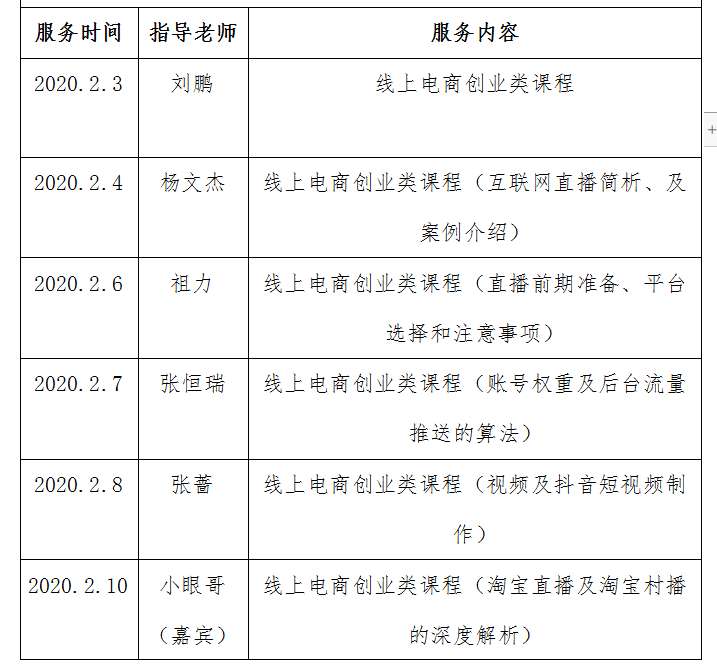 服务时间 指导老师 服务内容
2020.2.3 刘鹏 线上电商创业类课程
2020.2.4 杨文杰 线上电商创业类课程（互联网直播简析、及
案例介绍）
2020.2.6 祖力 线上电商创业类课程（直播前期准备、平台
选择和注意事项）
2020.2.7 张恒瑞 线上电商创业类课程（账号权重及后台流量
推送的算法）
2020.2.8 张蔷 线上电商创业类课程（视频及抖音短视频制
作）
2020.2.10 小眼哥 线上电商创业类课程（淘宝直播及淘宝村播
（嘉宾） 的深度解析）